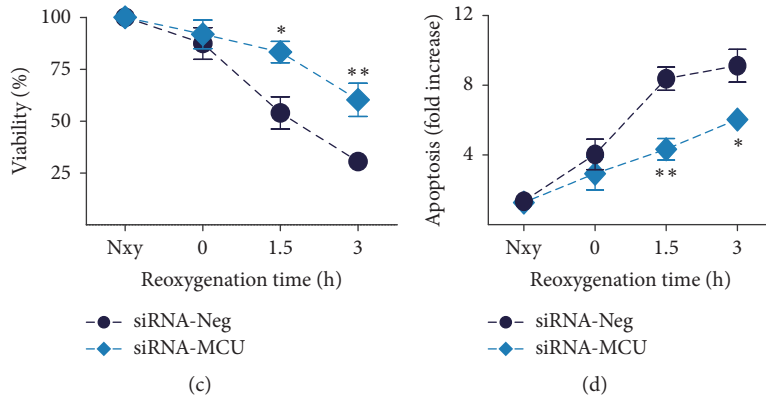 100
75
50
25
Viability (%)
*
**
Nxy 0 1.5 3
Reoxygenation time (h)
siRNA-Neg
siRNA-MCU
(c)
12
8
4
Apoptosis (fold increase)
**
*
Nxy 0 1.5 3
Reoxygenation time (h)
siRNA-Neg
siRNA-MCU
(d)